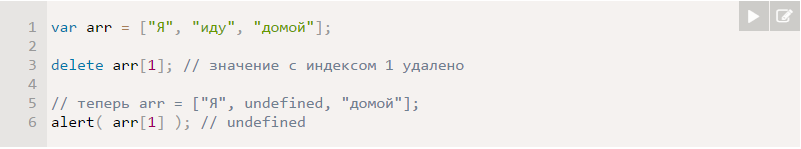 1 var arr = ["Я", "иду", "домой"];
2
3 delete arr[1]; // значение с индексом 1 удалено
4
5 // теперь arr = ["Я", undefined, "домой"];
6 alert( arr[1] ); // undefined